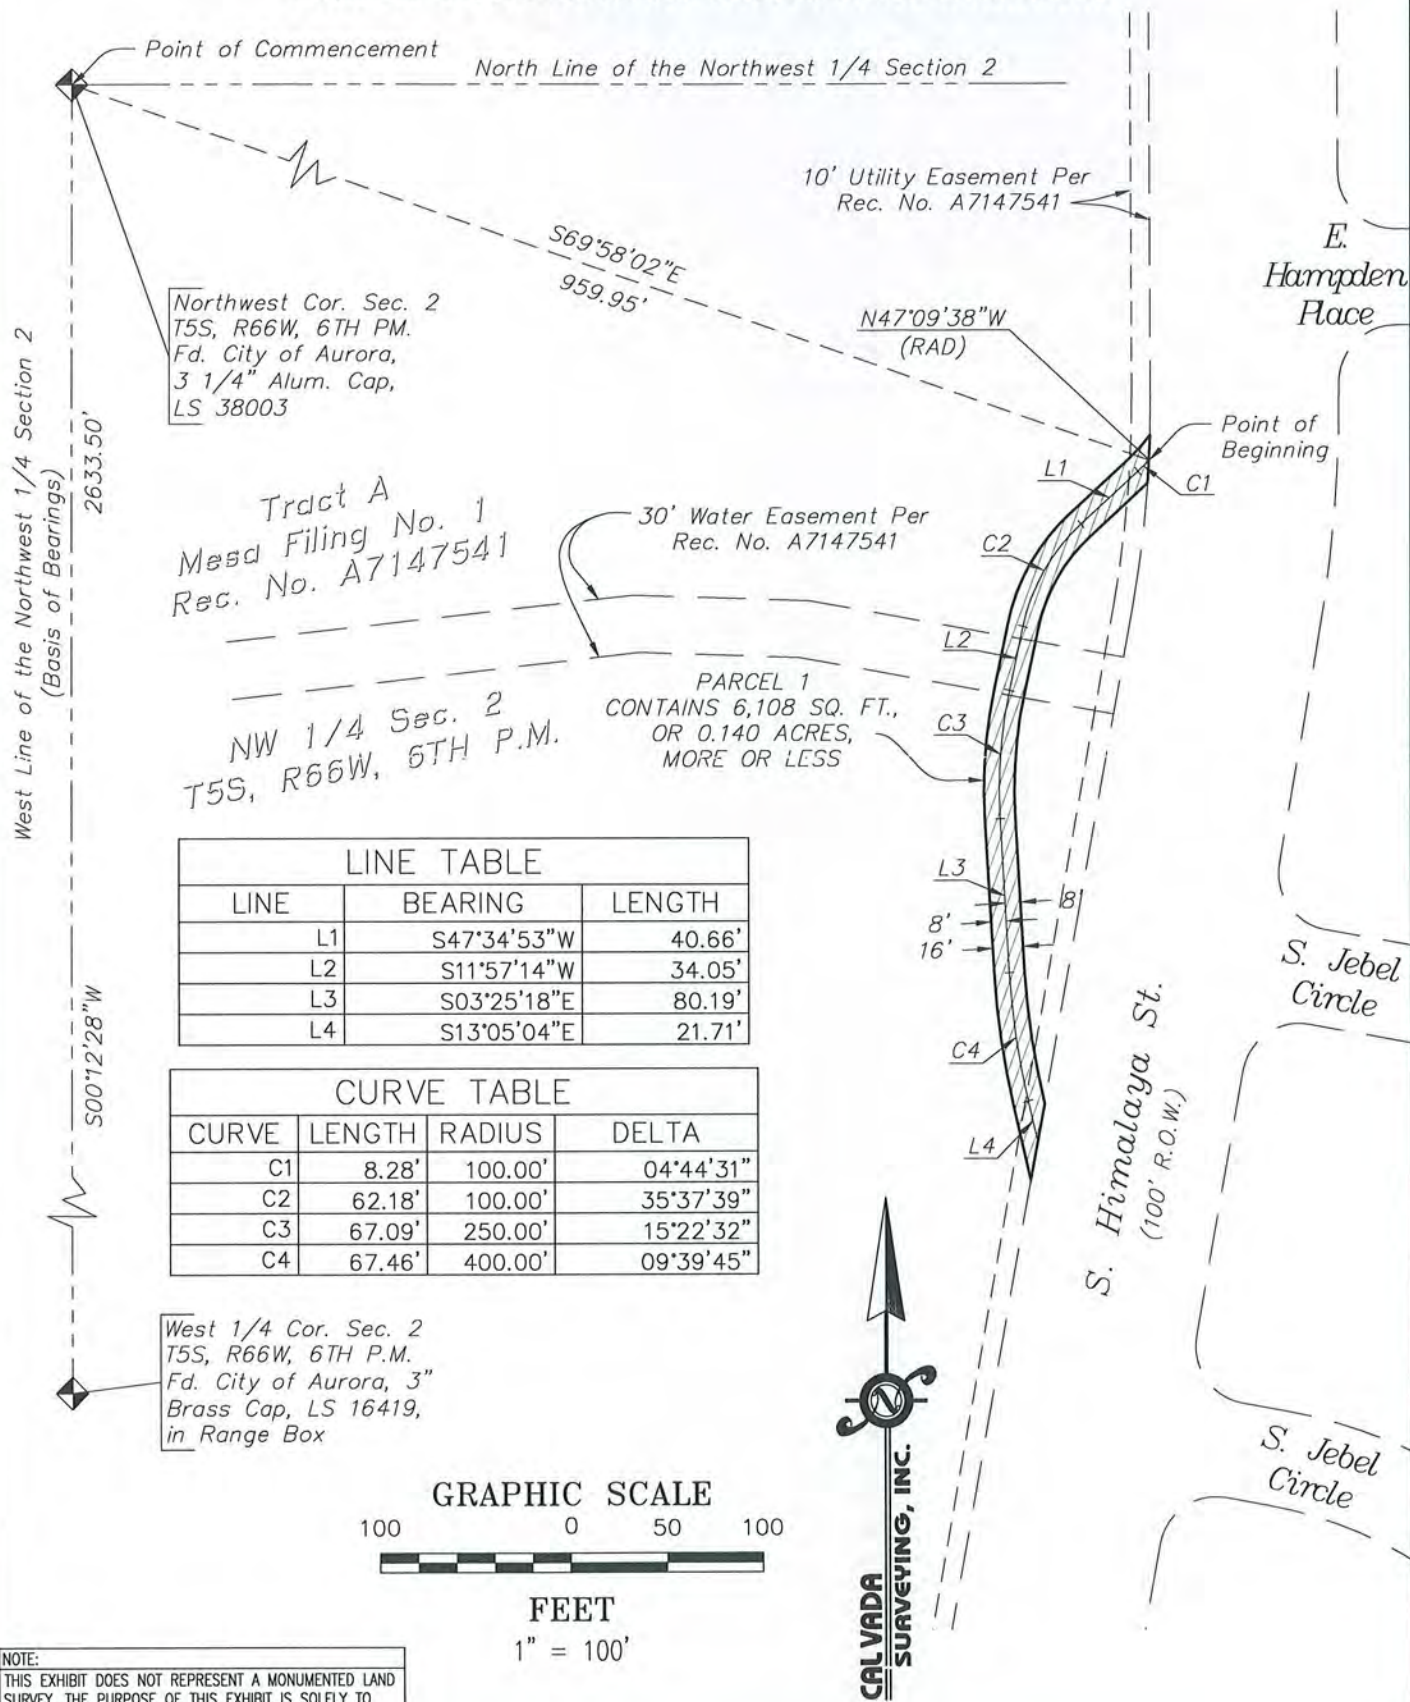 Point of Commencement
North Line of the Northwest 1/4 Section 2
10' Utility Easement Per
Rec. No. A7147541
E.
Hampden
Place
S69°58'02"E
959.95'
N47°09'38"W
(RAD)
Northwest Cor. Sec. 2
T5S, R66W, 6TH PM.
Fd. City of Aurora,
3 1/4" Alum. Cap,
LS 38003
West Line of the Northwest 1/4 Section 2
(Basis of Bearings)
2633.50'
S00°12'28"W
Point of
Beginning
L1
C1
Tract A
Mesa Filing No. 1
Rec. No. A7147541
30' Water Easement Per
Rec. No. A7147541
C2
L2
NW 1/4 Sec. 2
T5S, R66W, 6TH P.M.
PARCEL 1
CONTAINS 6,108 SQ. FT.,
OR 0.140 ACRES,
MORE OR LESS
C3
L3
8'
8'
16'
C4
L4
S. Jebel
Circle
S. Himalaya St.
(100' R.O.W.)
LINE TABLE
LINE BEARING LENGTH
L1 S47°34'53"W 40.66'
L2 S11°57'14"W 34.05'
L3 S03°25'18"E 80.19'
L4 S13°05'04"E 21.71'
CURVE TABLE
CURVE LENGTH RADIUS DELTA
C1 8.28' 100.00' 04°44'31"
C2 62.18' 100.00' 35°37'39"
C3 67.09' 250.00' 15°22'32"
C4 67.46' 400.00' 09°39'45"
West 1/4 Cor. Sec. 2
T5S, R66W, 6TH P.M.
Fd. City of Aurora, 3"
Brass Cap, LS 16419,
in Range Box
S. Jebel
Circle
GRAPHIC SCALE
100 0 50 100
FEET
1" = 100'
N
CALVADA
SURVEYING, INC.
NOTE:
THIS EXHIBIT DOES NOT REPRESENT A MONUMENTED LAND
SURVEY. THE PURPOSE OF THIS EXHIBIT IS SOLELY TO